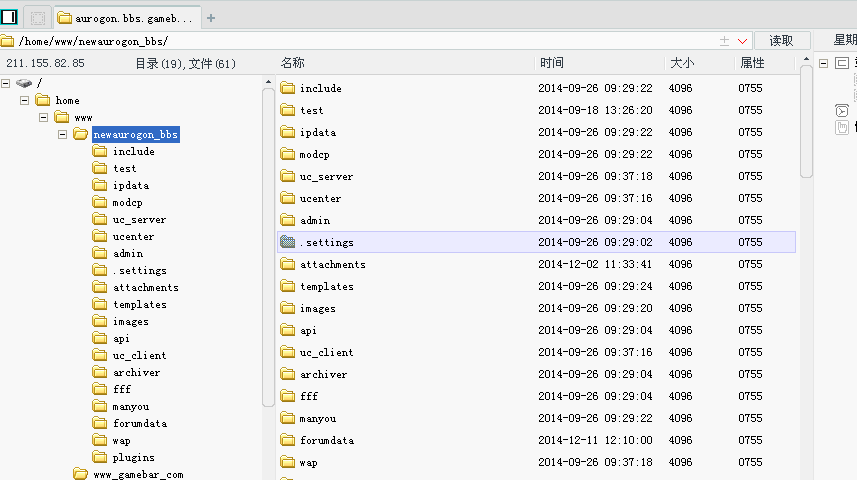 aurogon.bbs.gameb...
/home/www/newaurogon_bbs/
读取
星期
211.155.82.85
目录(19),文件(61)
名称 时间 大小 属性
/
home
www
newaurogon_bbs
include
test
ipdata
modcp
uc_server
ucenter
admin
.settings
attachments
templates
images
api
uc_client
archiver
fff
manyou
forumdata
wap
plugins
www_gamebar_com
include 2014-09-26 09:29:22 4096 0755
test 2014-09-18 13:26:20 4096 0755
ipdata 2014-09-26 09:29:22 4096 0755
modcp 2014-09-26 09:29:22 4096 0755
uc_server 2014-09-26 09:37:18 4096 0755
ucenter 2014-09-26 09:37:16 4096 0755
admin 2014-09-26 09:29:04 4096 0755
.settings 2014-09-26 09:29:02 4096 0755
attachments 2014-12-02 11:33:41 4096 0755
templates 2014-09-26 09:29:24 4096 0755
images 2014-09-26 09:29:20 4096 0755
api 2014-09-26 09:29:04 4096 0755
uc_client 2014-09-26 09:37:16 4096 0755
archiver 2014-09-26 09:29:04 4096 0755
fff 2014-09-26 09:29:04 4096 0755
manyou 2014-09-26 09:29:22 4096 0755
forumdata 2014-12-11 12:10:00 4096 0755
wap 2014-09-26 09:37:18 4096 0755